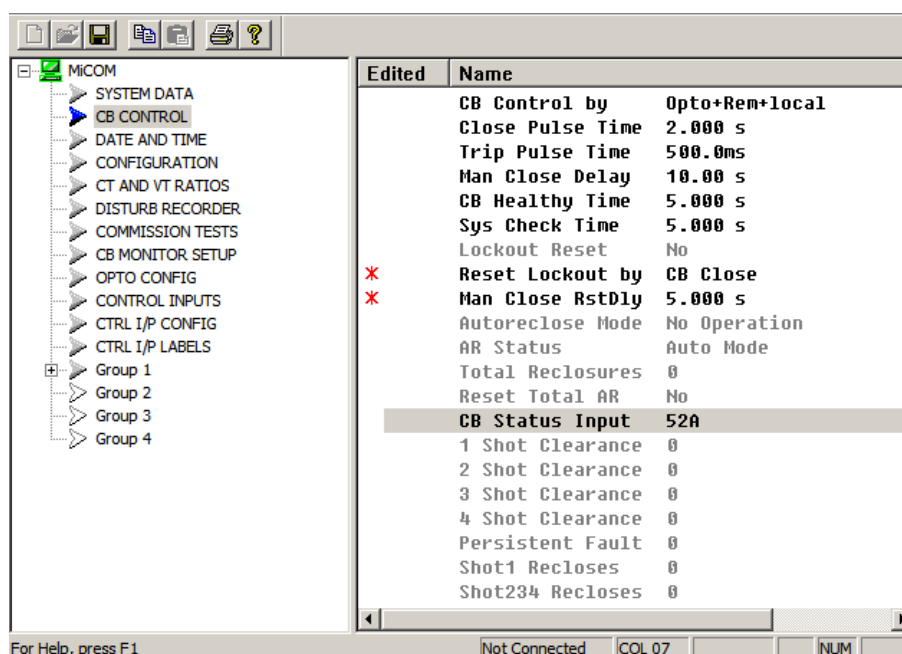 MiCOM
SYSTEM DATA
CB CONTROL
DATE AND TIME
CONFIGURATION
CT AND VT RATIOS
DISTURB RECORDER
COMMISSION TESTS
CB MONITOR SETUP
OPTO CONFIG
CONTROL INPUTS
CTRL I/P CONFIG
CTRL I/P LABELS
Group 1
Group 2
Group 3
Group 4
Edited Name
CB Control by Opto+Rem+local
Close Pulse Time 2.000 s
Trip Pulse Time 500.0ms
Man Close Delay 10.00 s
CB Healthy Time 5.000 s
Sys Check Time 5.000 s
Lockout Reset No
* Reset Lockout by CB Close
* Man Close RstDly 5.000 s
Autoreclose Mode No Operation
AR Status Auto Mode
Total Reclosures 0
Reset Total AR No
CB Status Input 52A
1 Shot Clearance 0
2 Shot Clearance 0
3 Shot Clearance 0
4 Shot Clearance 0
Persistent Fault 0
Shot1 Recloses 0
Shot234 Recloses 0
For Help, press F1 Not Connected COL 07 NUM